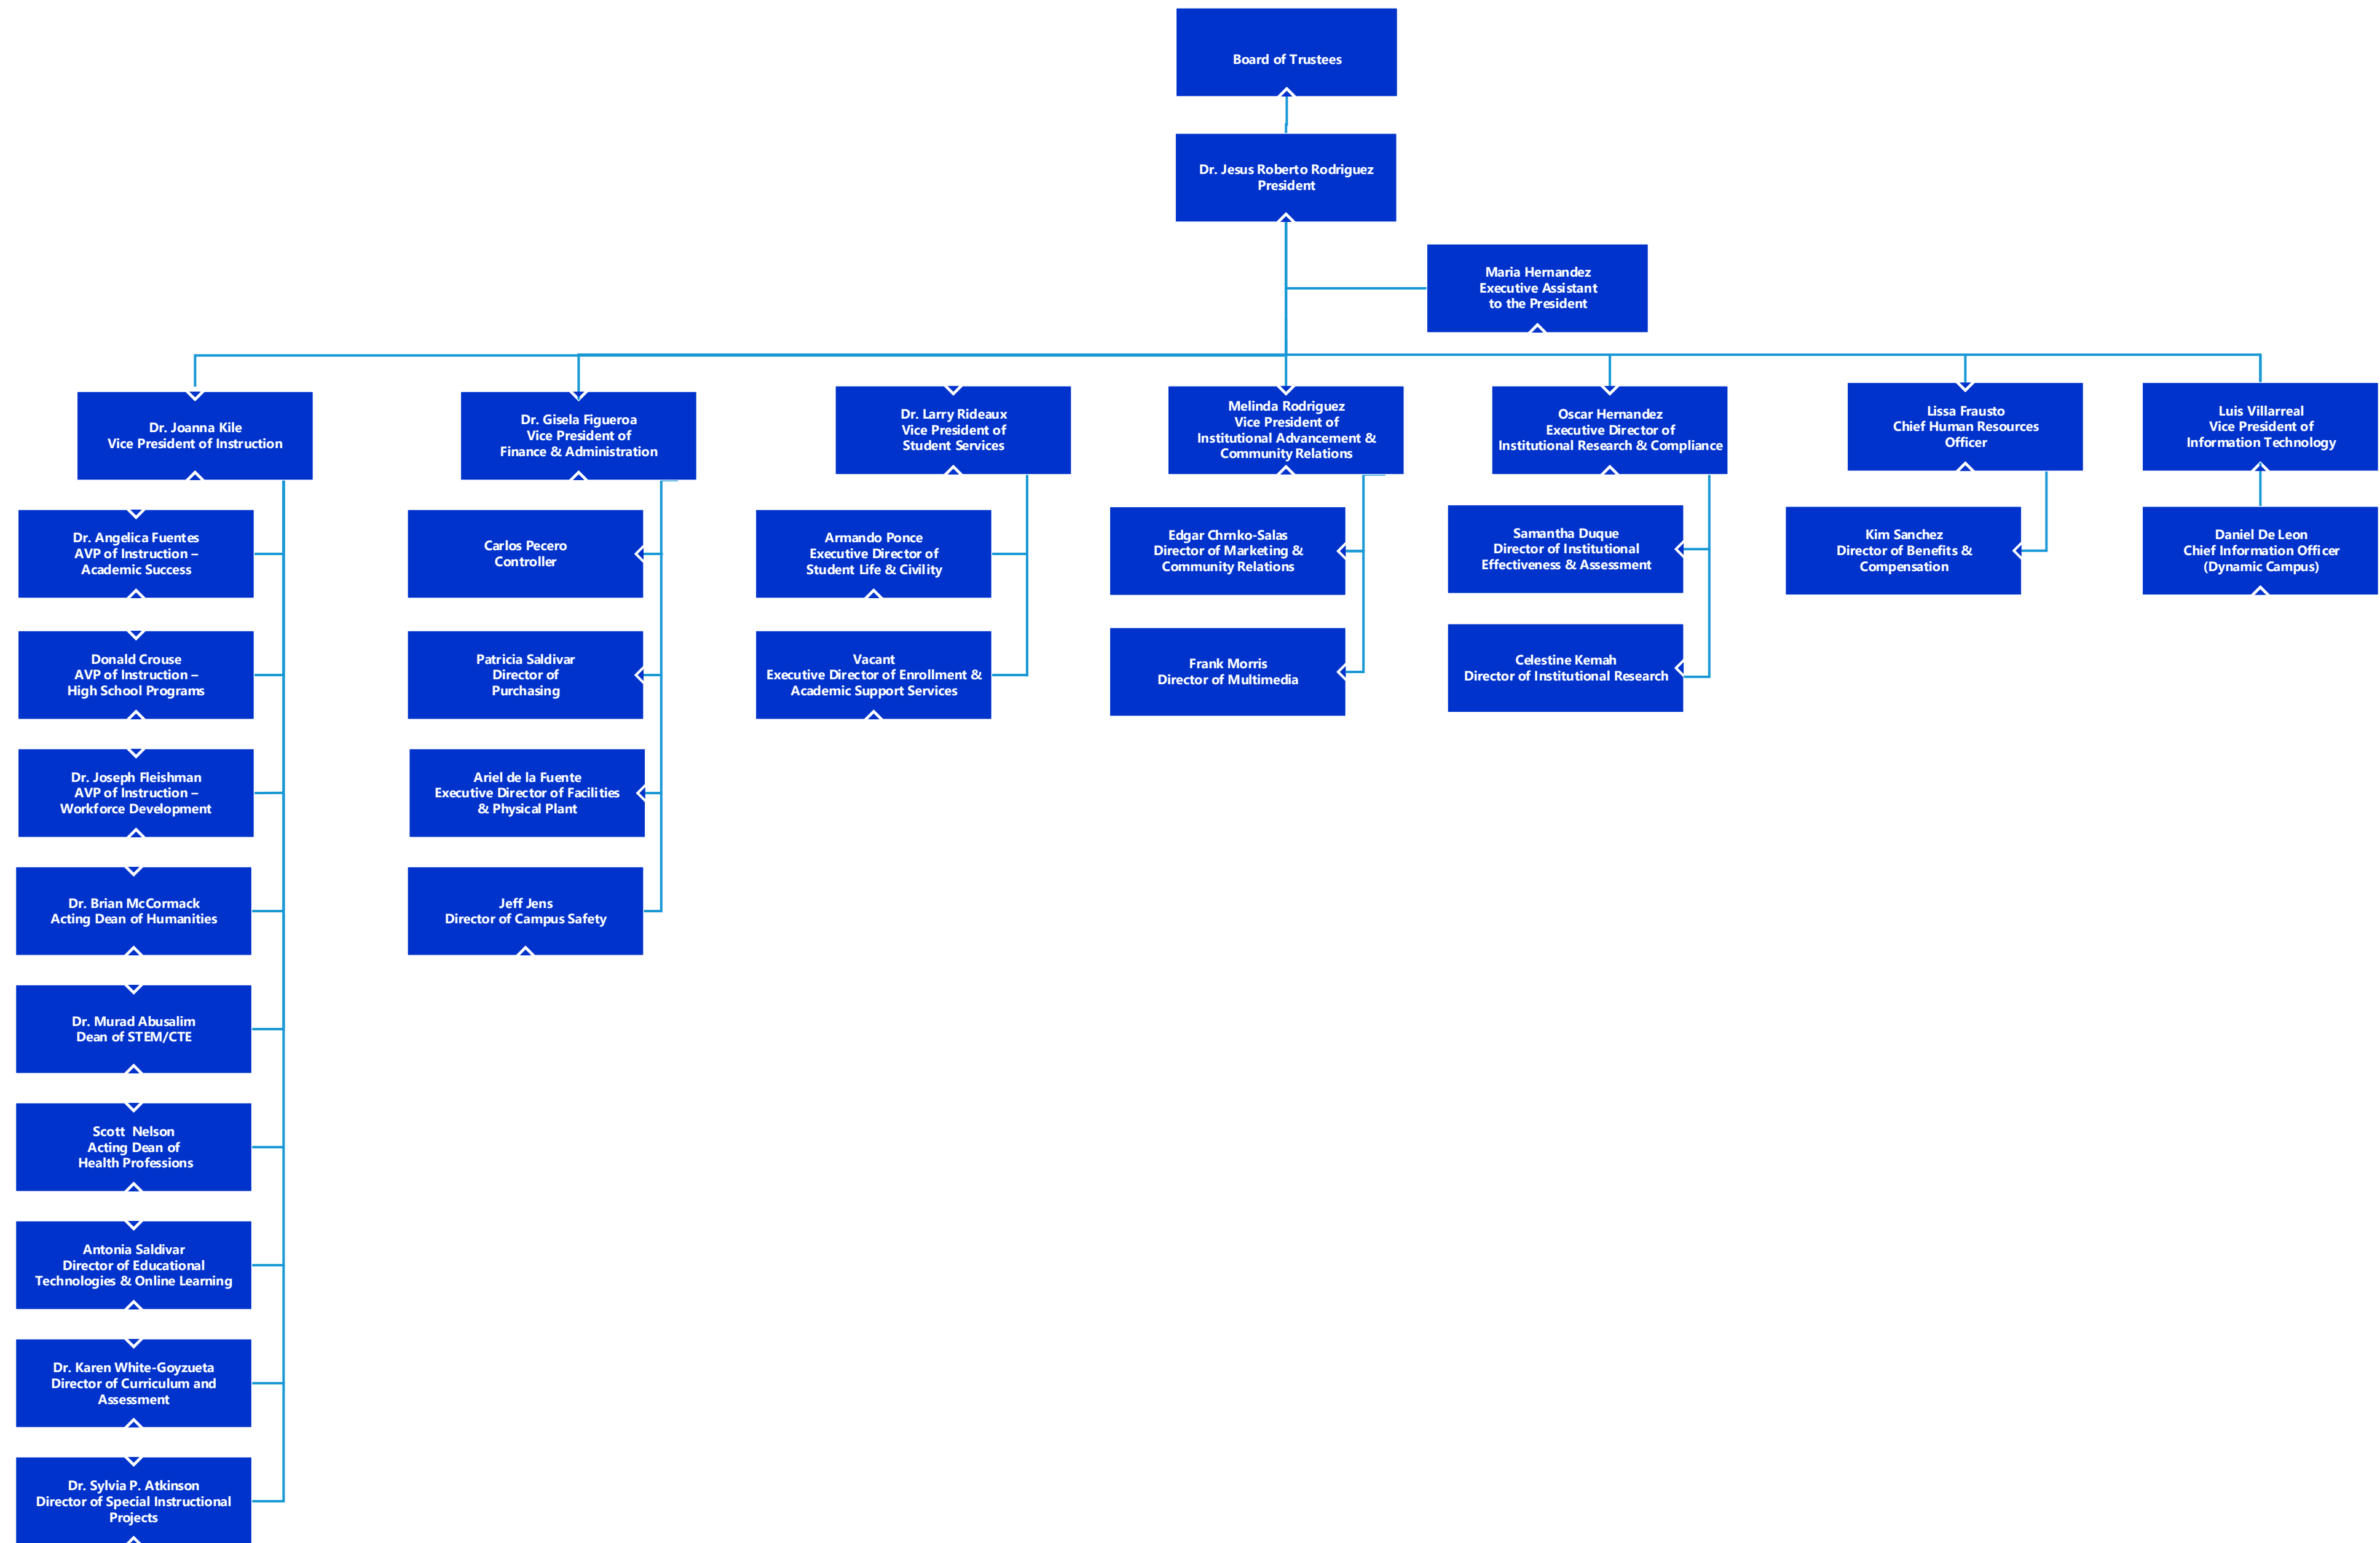 Board of Trustees
Dr. Jesus Roberto Rodriguez
President
Maria Hernandez
Executive Assistant
to the President
Dr. Joanna Kile
Vice President of Instruction
Dr. Gisela Figueroa
Vice President of
Finance & Administration
Dr. Larry Rideaux
Vice President of
Student Services
Melinda Rodriguez
Vice President of
Institutional Advancement &
Community Relations
Oscar Hernandez
Executive Director of
Institutional Research & Compliance
Lissa Frausto
Chief Human Resources
Officer
Luis Villarreal
Vice President of
Information Technology
Dr. Angelica Fuentes
AVP of Instruction –
Academic Success
Donald Crouse
AVP of Instruction –
High School Programs
Dr. Joseph Fleishman
AVP of Instruction –
Workforce Development
Dr. Brian McCormack
Acting Dean of Humanities
Dr. Murad Abusalim
Dean of STEM/CTE
Scott  Nelson
Acting Dean of
Health Professions
Antonia Saldivar
Director of Educational
Technologies & Online Learning
Dr. Karen White-Goyzueta
Director of Curriculum and
Assessment
Dr. Sylvia P. Atkinson
Director of Special Instructional
Projects
Carlos Pecero
Controller
Patricia Saldivar
Director of
Purchasing
Ariel de la Fuente
Executive Director of Facilities
& Physical Plant
Jeff Jens
Director of Campus Safety
Armando Ponce
Executive Director of
Student Life & Civility
Vacant
Executive Director of Enrollment &
Academic Support Services
Edgar Chrnko-Salas
Director of Marketing &
Community Relations
Frank Morris
Director of Multimedia
Samantha Duque
Director of Institutional
Effectiveness & Assessment
Celestine Kemah
Director of Institutional Research
Kim Sanchez
Director of Benefits &
Compensation
Daniel De Leon
Chief Information Officer
(Dynamic Campus)